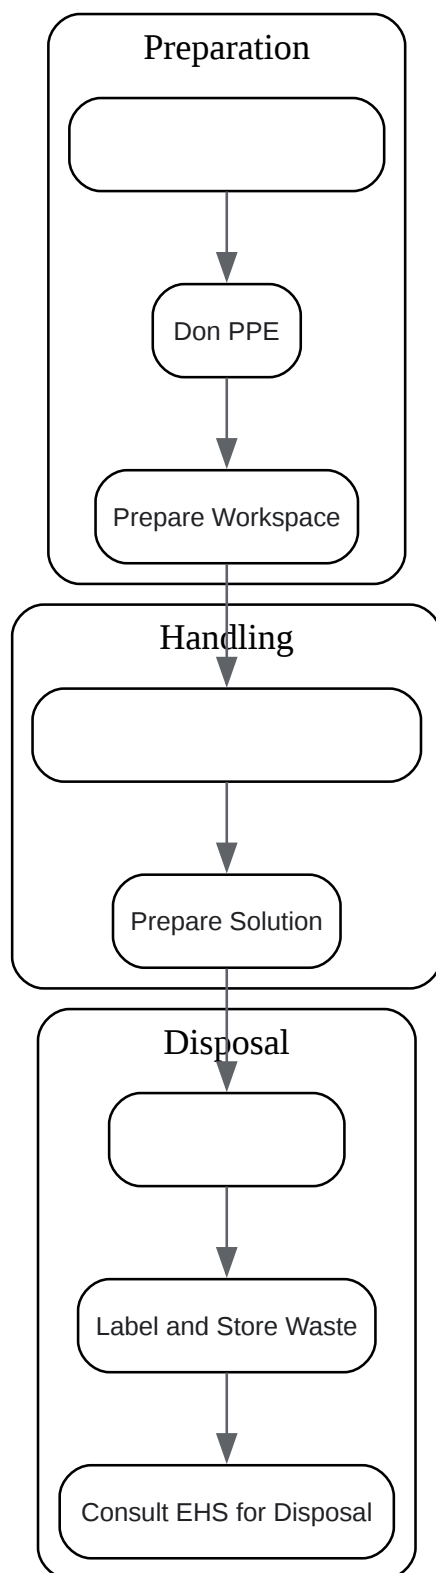 Preparation
Don PPE
Prepare Workspace
Handling
Prepare Solution
Disposal
Label and Store Waste
Consult EHS for Disposal